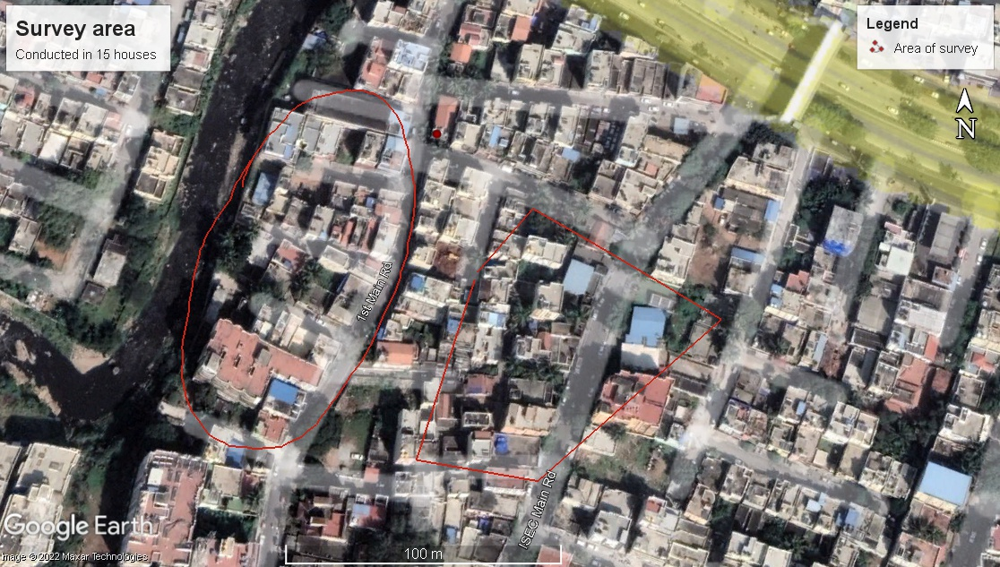 Survey area
Conducted in 15 houses
Legend
Area of survey
N
1st Main Rd
ISEC Main Rd
100 m
Google Earth
Image © 2022 Maxar Technologies